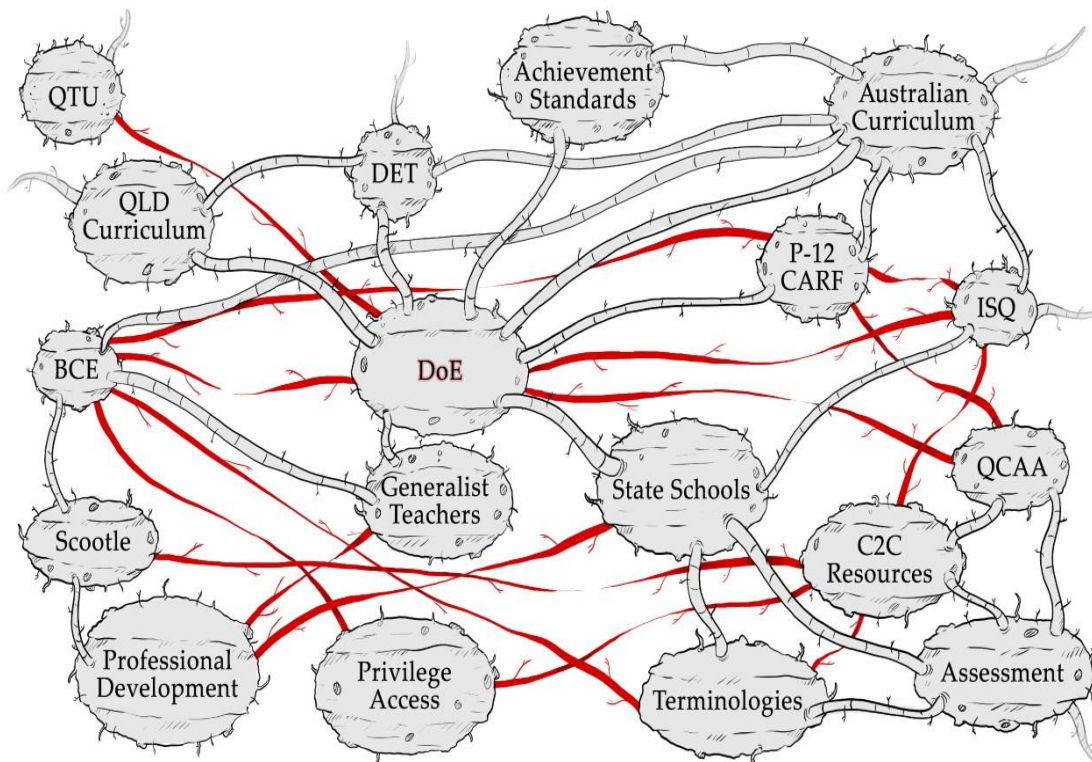 QTU
Achievement
Standards
Australian
Curriculum
DET
QLD
Curriculum
P-12
CARF
ISQ
BCE
DoE
Generalist
Teachers
State Schools
QCAA
Scootle
C2C
Resources
Professional
Development
Privilege
Access
Terminologies
Assessment